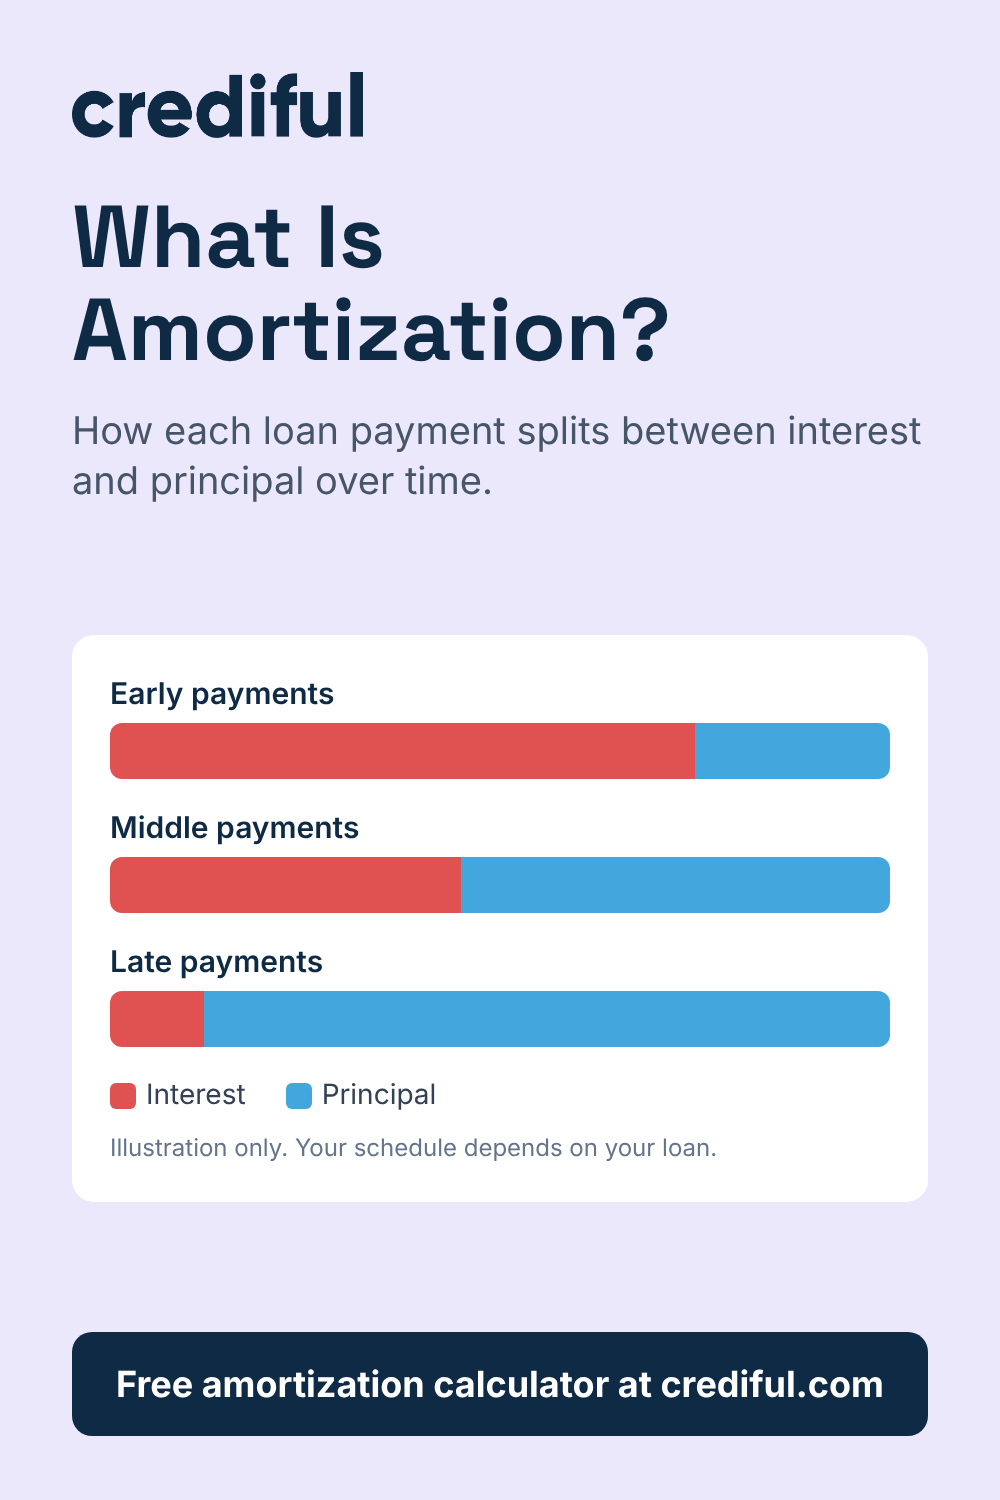 crediful
What Is
Amortization?
How each loan payment splits between interest
and principal over time.
Early payments
Middle payments
Late payments
Interest Principal
Illustration only. Your schedule depends on your loan.
Free amortization calculator at crediful.com